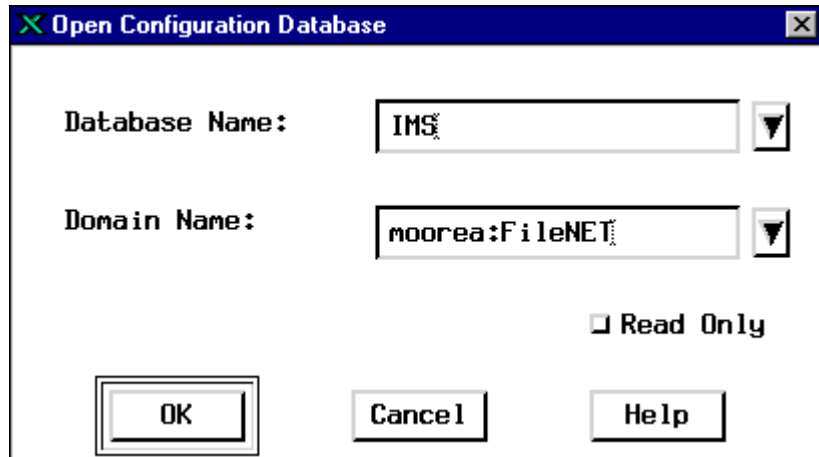 Open Configuration Database
Database Name: IMS
Domain Name: moorea:FileNET
Read Only
OK Cancel Help